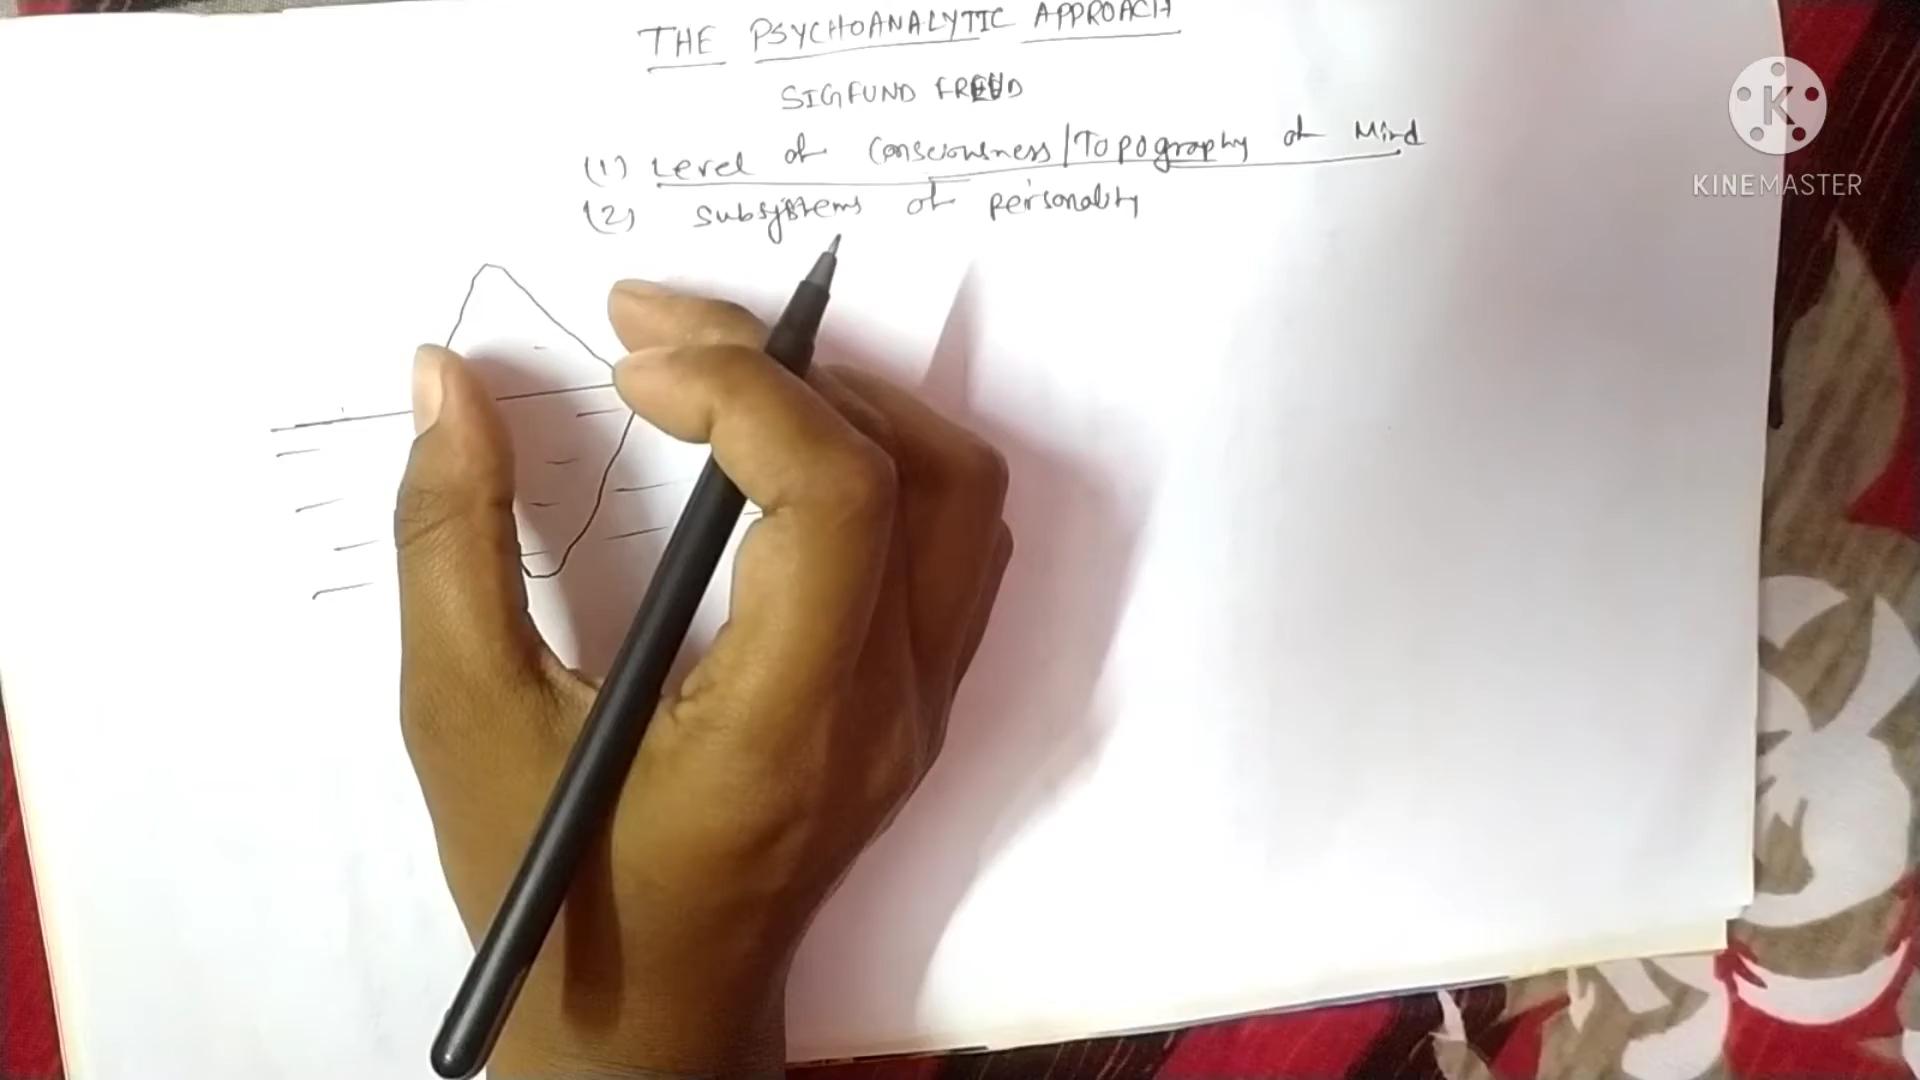 THE PSYCHOANALYTIC APPROACH
SIGFUND FREUD
(1) Level of Consciousness/Topography of Mind
(2) subsystems of personality
K
KINEMASTER